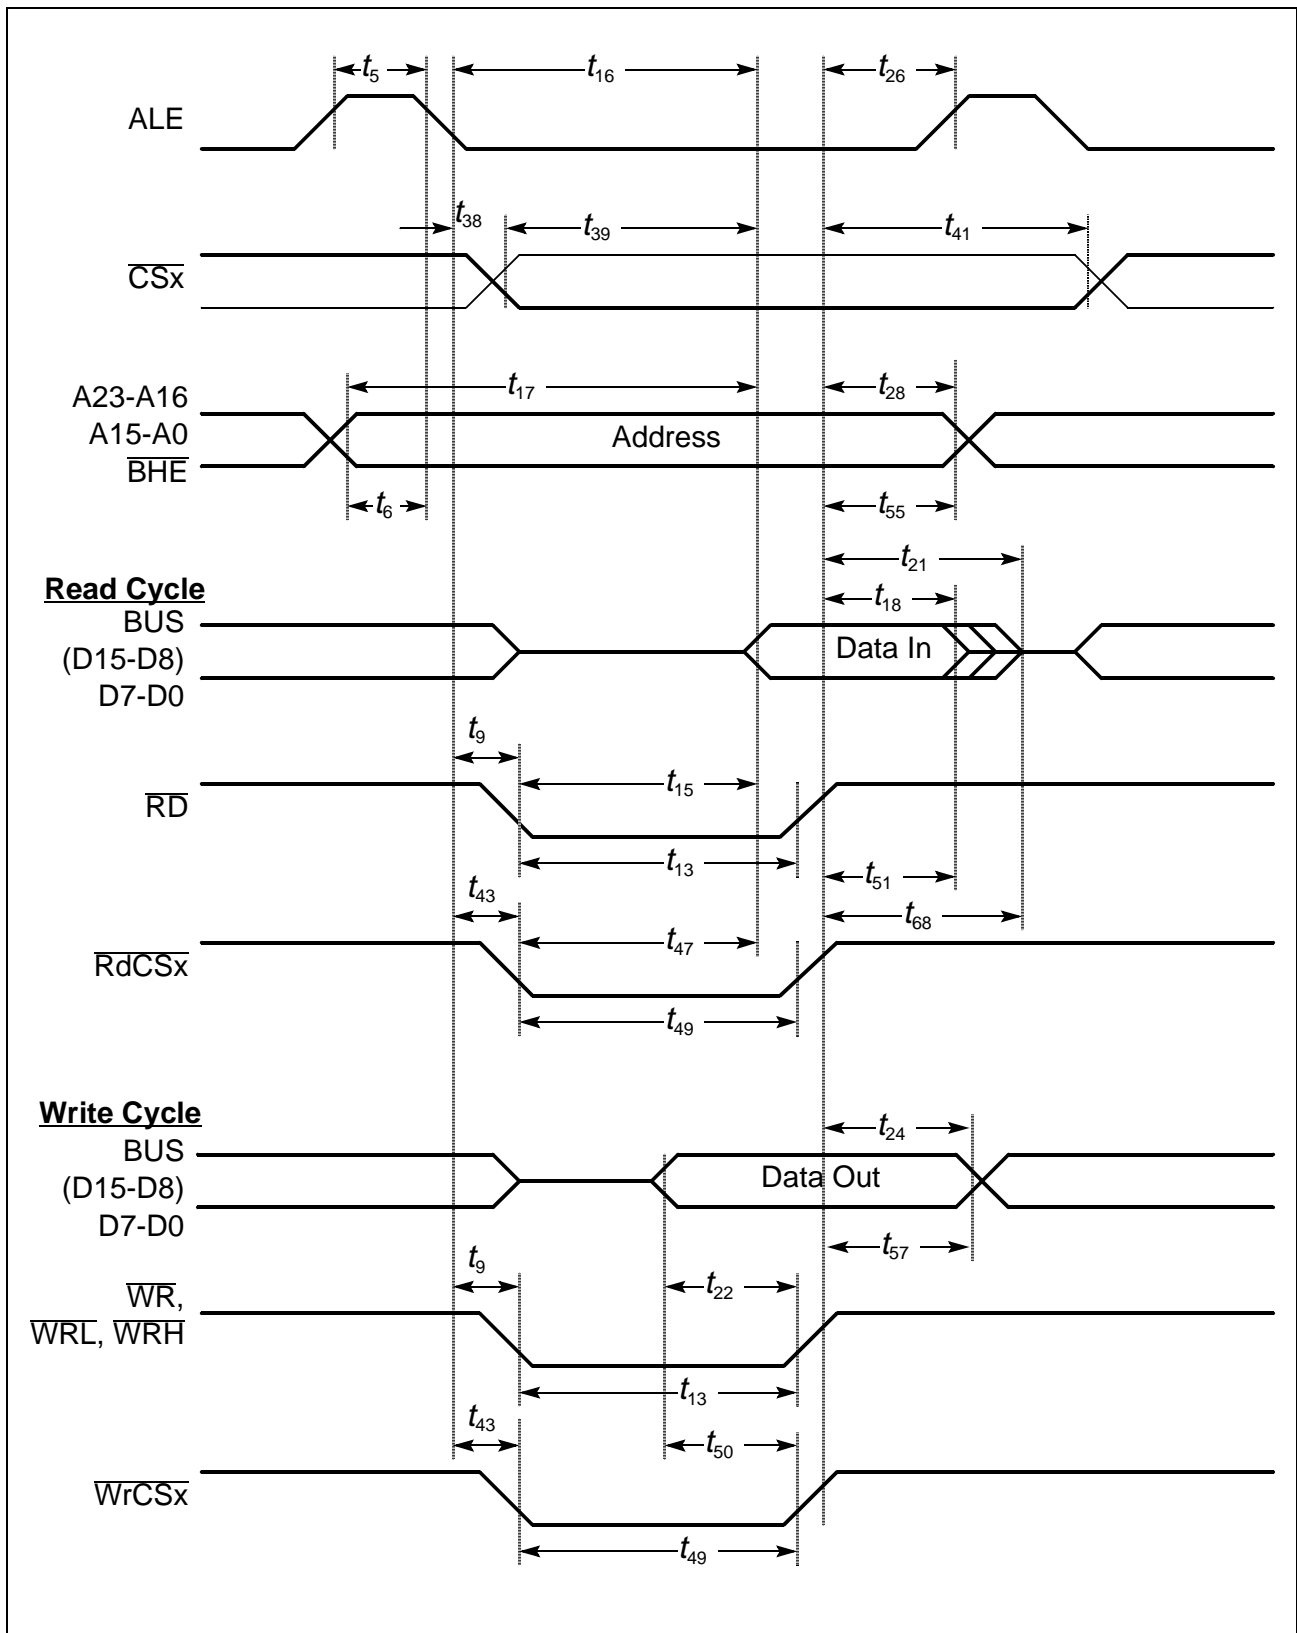 t5
t16
t26
ALE
t38
t39
t41
CSx
t17
t28
A23-A16
A15-A0
BHE
Address
t6
t55
t21
Read Cycle
t18
BUS
(D15-D8)
D7-D0
Data In
t9
t15
RD
t13
t51
t43
t68
t47
RdCSx
t49
Write Cycle
t24
BUS
(D15-D8)
D7-D0
Data Out
t57
t9
t22
WR,
WRL, WRH
t13
t43
t50
WrCSx
t49